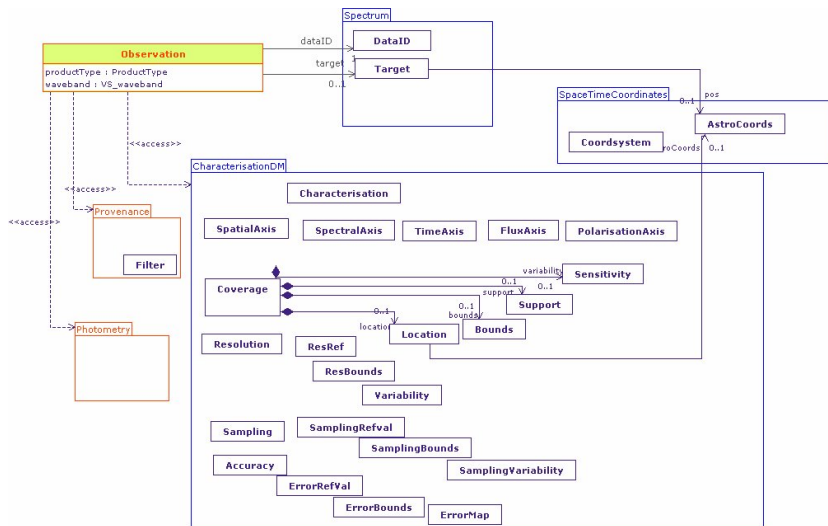 Spectrum
Observation
dataID
DataID
1
productType : ProductType
target
Target
waveband : VS_waveband
0..1
SpaceTimeCoordinates
0..1
pos
AstroCoords
Coordsystem
roCoords
0..1
<<access>>
CharacterisationDM
<<access>>
Characterisation
Provenance
<<access>>
SpatialAxis
SpectralAxis
TimeAxis
FluxAxis
PolarisationAxis
Filter
variability
Sensitivity
Coverage
0..1
0..1
support
Support
0..1
0..1
bounds
location
Location
Bounds
Photometry
Resolution
ResRef
ResBounds
Variability
Sampling
SamplingRefval
SamplingBounds
Accuracy
SamplingVariability
ErrorRefVal
ErrorBounds
ErrorMap